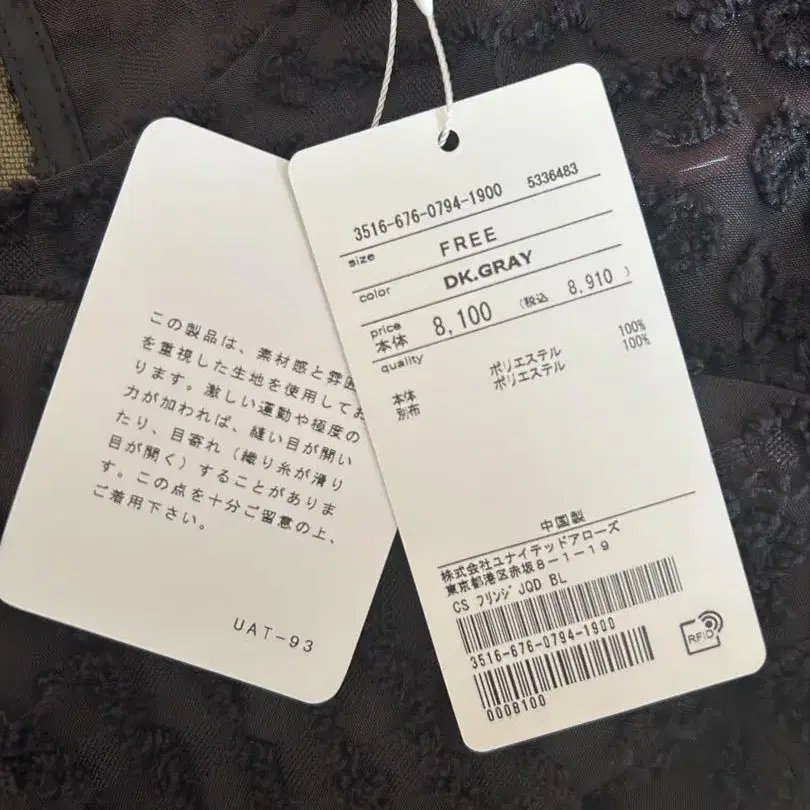 この製品は、素材感と雰囲
を重視した生地を使用してお
ります。激しい運動や極度の
力が加われば、縫い目が開い
たり、目寄れ（織り糸が滑り
目が開く）することがありま
す。この点を十分ご留意の上、
ご着用下さい。
UAT-93
3516-676-0794-1900 5336483
size FREE
color DK.GRAY
price
本体 8,100 (税込 8,910 )
quality
本体 ポリエステル 100%
別布 ポリエステル 100%
中国製
株式会社ユナイテッドアローズ
東京都港区赤坂8-1-19
CS フリンジJQD BL
3516-676-0794-1900
0008100
RFID